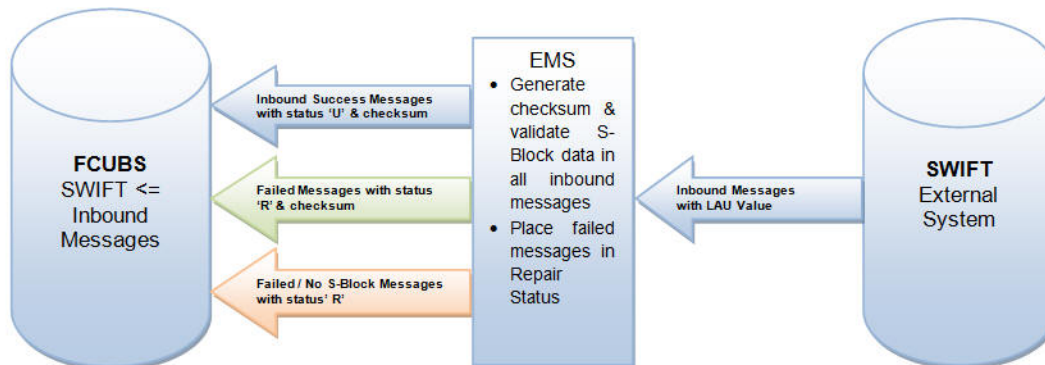 FCUBS
SWIFT <=
Inbound
Messages
Inbound Success Messages
with status 'U' & checksum
Failed Messages with status
'R' & checksum
Failed / No S-Block Messages
with status' R'
EMS
• Generate
checksum &
validate S-
Block data in
all inbound
messages
• Place failed
messages in
Repair
Status
Inbound Messages
with LAU Value
SWIFT
External
System